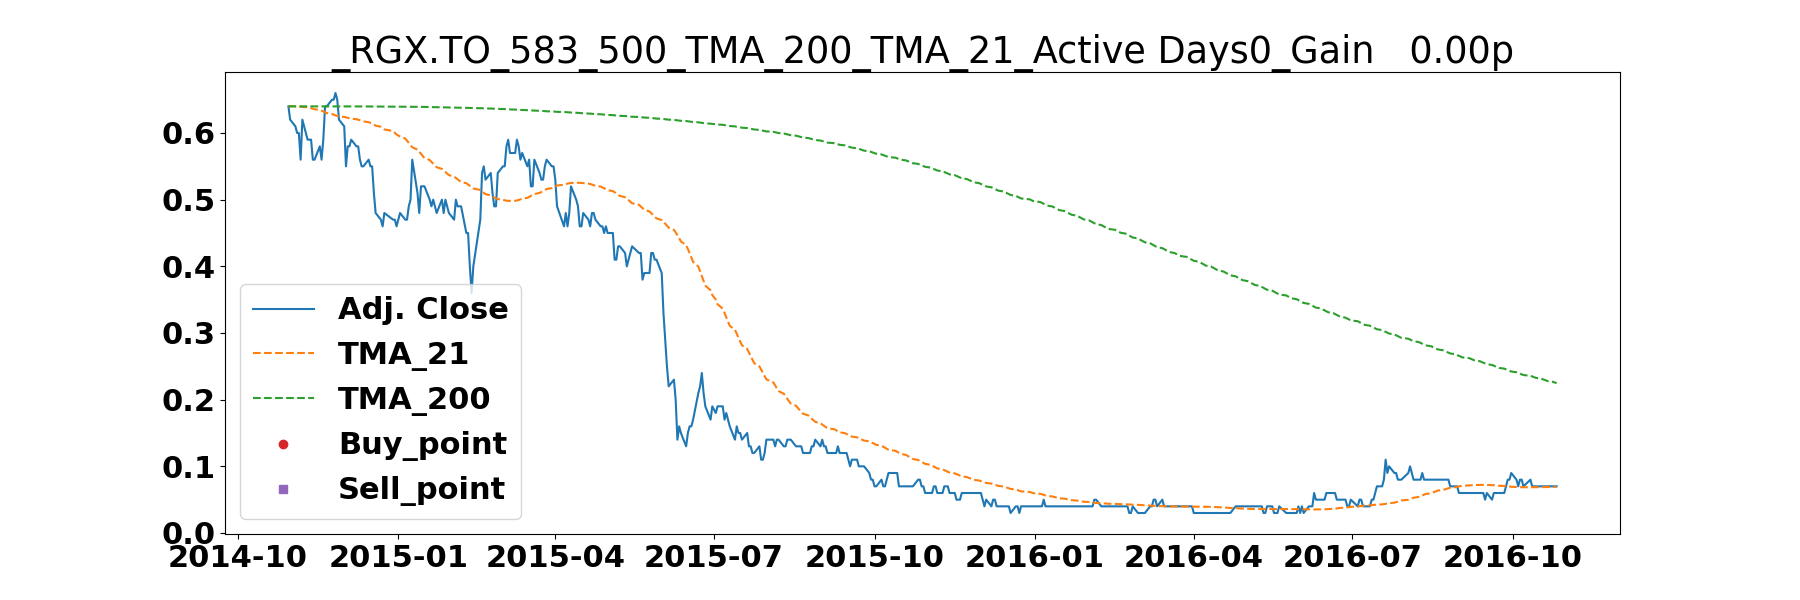 _RGX.TO_583_500_TMA_200_TMA_21_Active Days0_Gain   0.00p
0.6
0.5
0.4
0.3
0.2
0.1
0.0
Adj. Close
TMA_21
TMA_200
Buy_point
Sell_point
2014-10 2015-01 2015-04 2015-07 2015-10 2016-01 2016-04 2016-07 2016-10